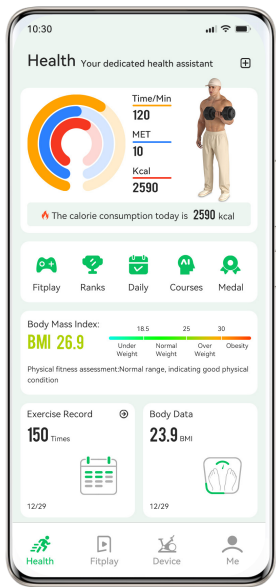 10:30
Health Your dedicated health assistant
Time/Min
120
MET
10
Kcal
2590
The calorie consumption today is 2590 kcal
AI
Fitplay Ranks Daily Courses Medal
Body Mass Index:
BMI 26.9
18.5 25 30
Under Weight Normal Weight Over Weight Obesity
Physical fitness assessment:Normal range, indicating good physical
condition
Exercise Record
150 Times
12/29
Body Data
23.9 BMI
12/29
Health Fitplay Device Me